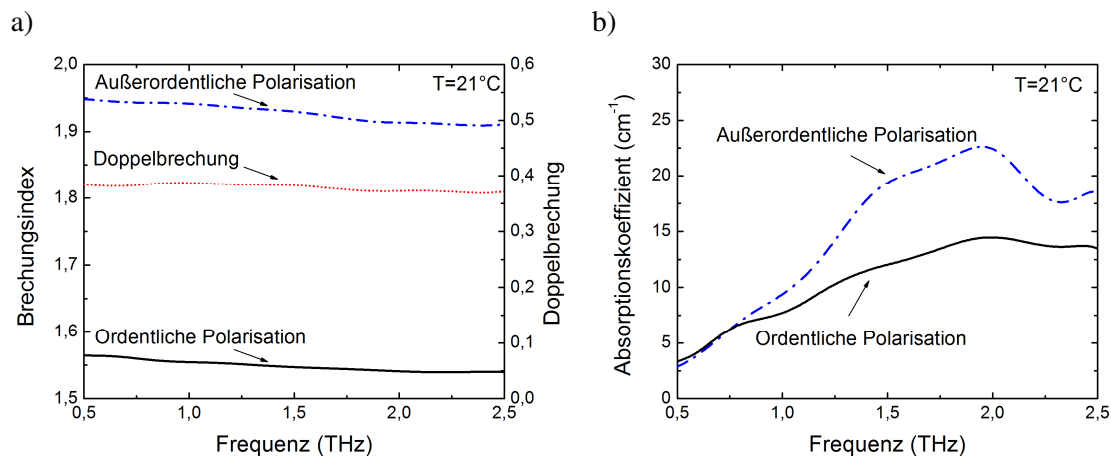 a)
2,0
1,9
1,8
1,7
1,6
1,5
Brechungsindex
Außerordentliche Polarisation
T=21°C
Doppelbrechung
Ordentliche Polarisation
0,6
0,5
0,4
0,3
0,2
0,1
0,0
Doppelbrechung
0,5 1,0 1,5 2,0 2,5
Frequenz (THz)
b)
30
25
20
15
10
5
0
Absorptionskoeffizient (cm⁻¹)
T=21°C
Außerordentliche Polarisation
Ordentliche Polarisation
0,5 1,0 1,5 2,0 2,5
Frequenz (THz)